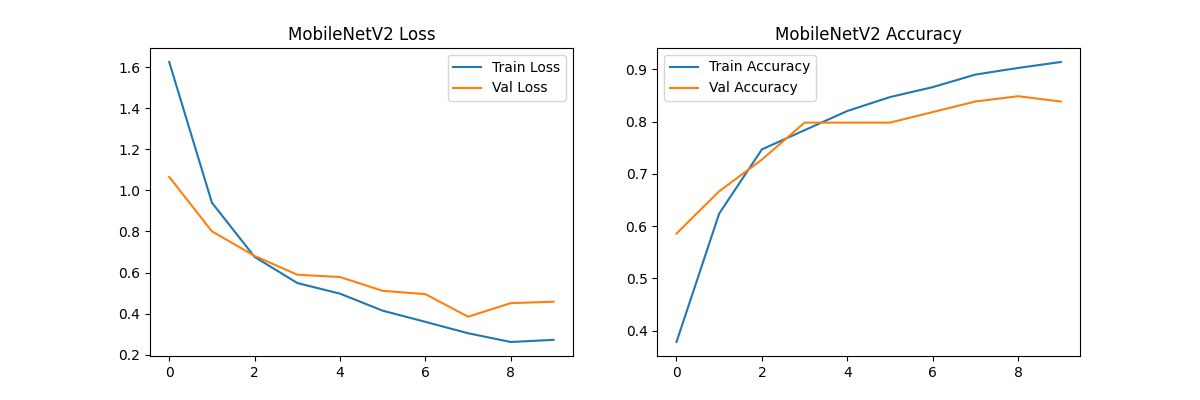 MobileNetV2 Loss
1.6
1.4
1.2
1.0
0.8
0.6
0.4
0.2
0 2 4 6 8
Train Loss
Val Loss
MobileNetV2 Accuracy
0.9
0.8
0.7
0.6
0.5
0.4
0 2 4 6 8
Train Accuracy
Val Accuracy